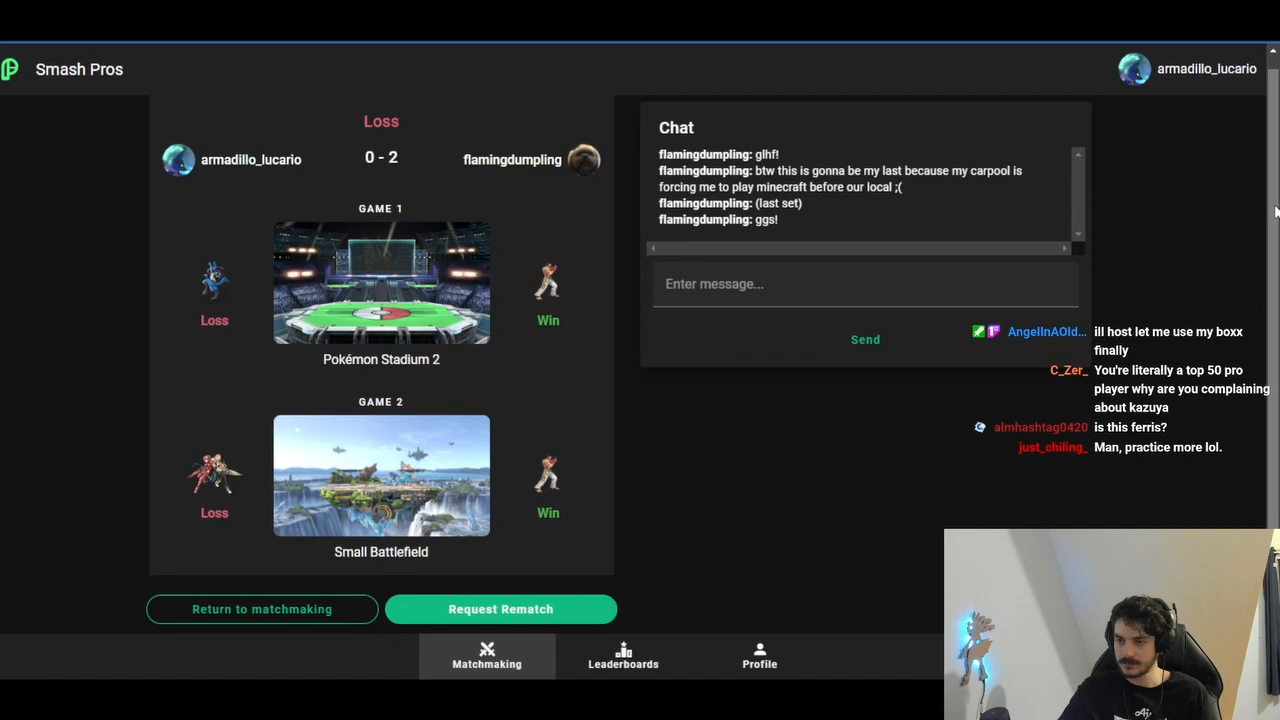 Smash Pros
armadillo_lucario
Loss
armadillo_lucario
0 - 2
flamingdumpling
GAME 1
Loss
Win
Pokémon Stadium 2
GAME 2
Loss
Win
Small Battlefield
Return to matchmaking
Request Rematch
Chat
flamingdumpling: glhf!
flamingdumpling: btw this is gonna be my last because my carpool is
forcing me to play minecraft before our local ;(
flamingdumpling: (last set)
flamingdumpling: ggs!
Enter message...
Send
AngelInAOld... ill host let me use my boxx
finally
C_Zer_ You're literally a top 50 pro
player why are you complaining
about kazuya
almhashtag0420 is this ferris?
just_chiling_ Man, practice more lol.
Matchmaking
Leaderboards
Profile